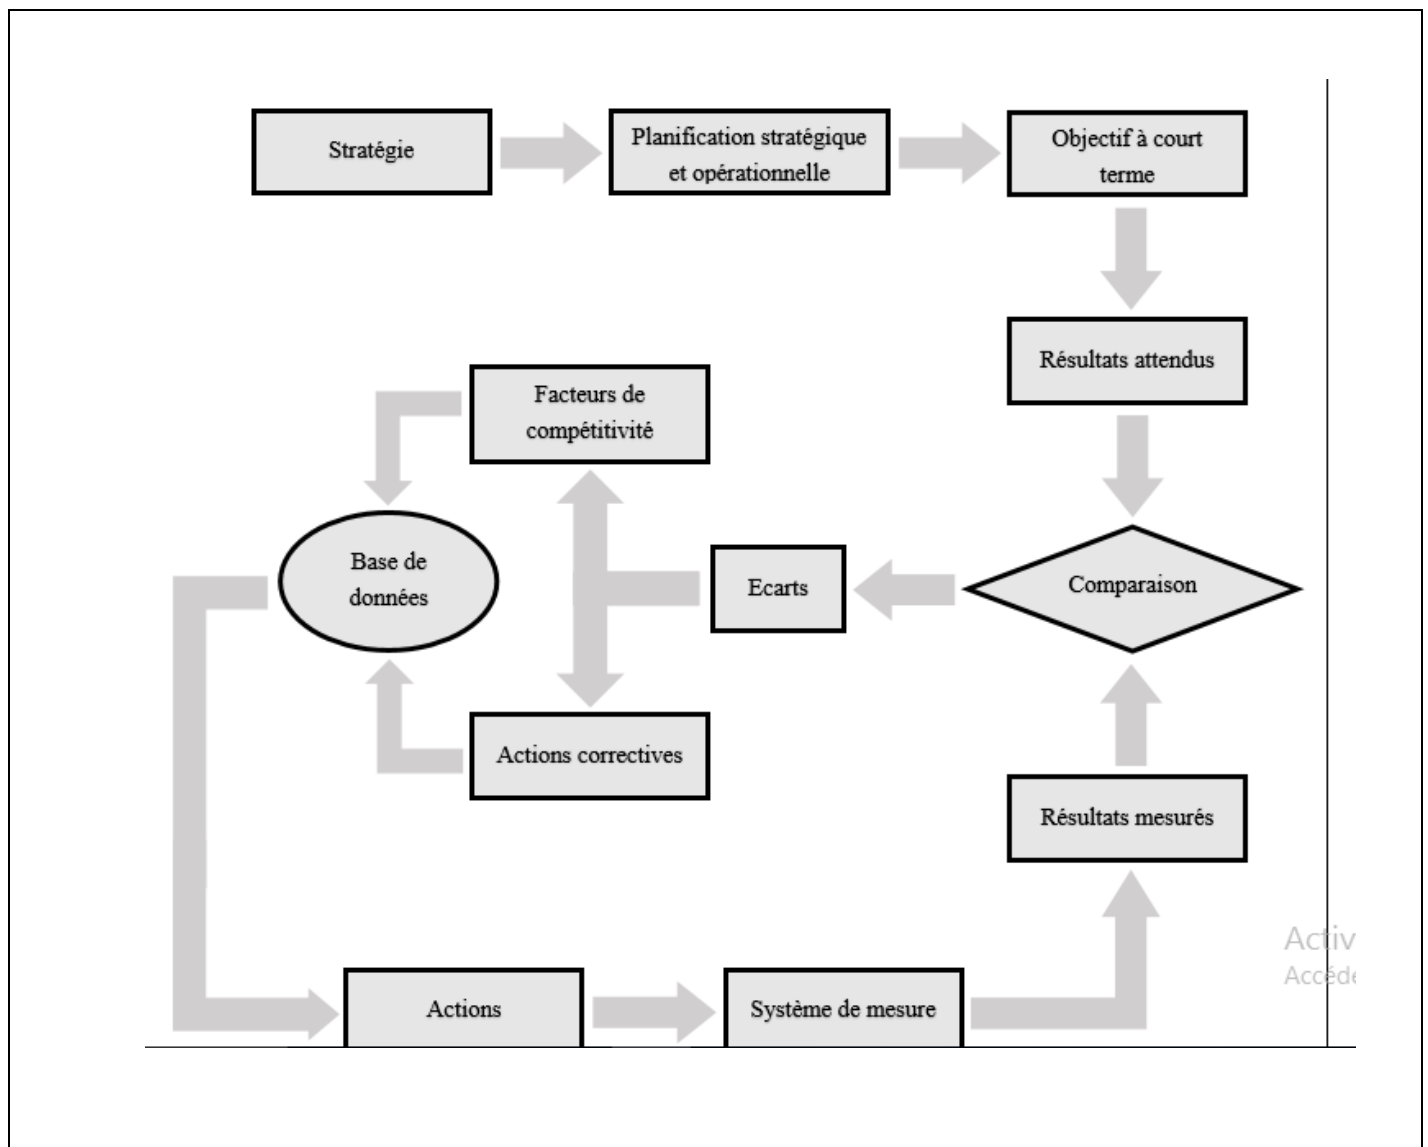 Stratégie
Planification stratégique
et opérationnelle
Objectif à court
terme
Résultats attendus
Facteurs de
compétitivité
Base de
données
Ecarts
Comparaison
Actions correctives
Résultats mesurés
Activ
Accéde
Actions
Système de mesure